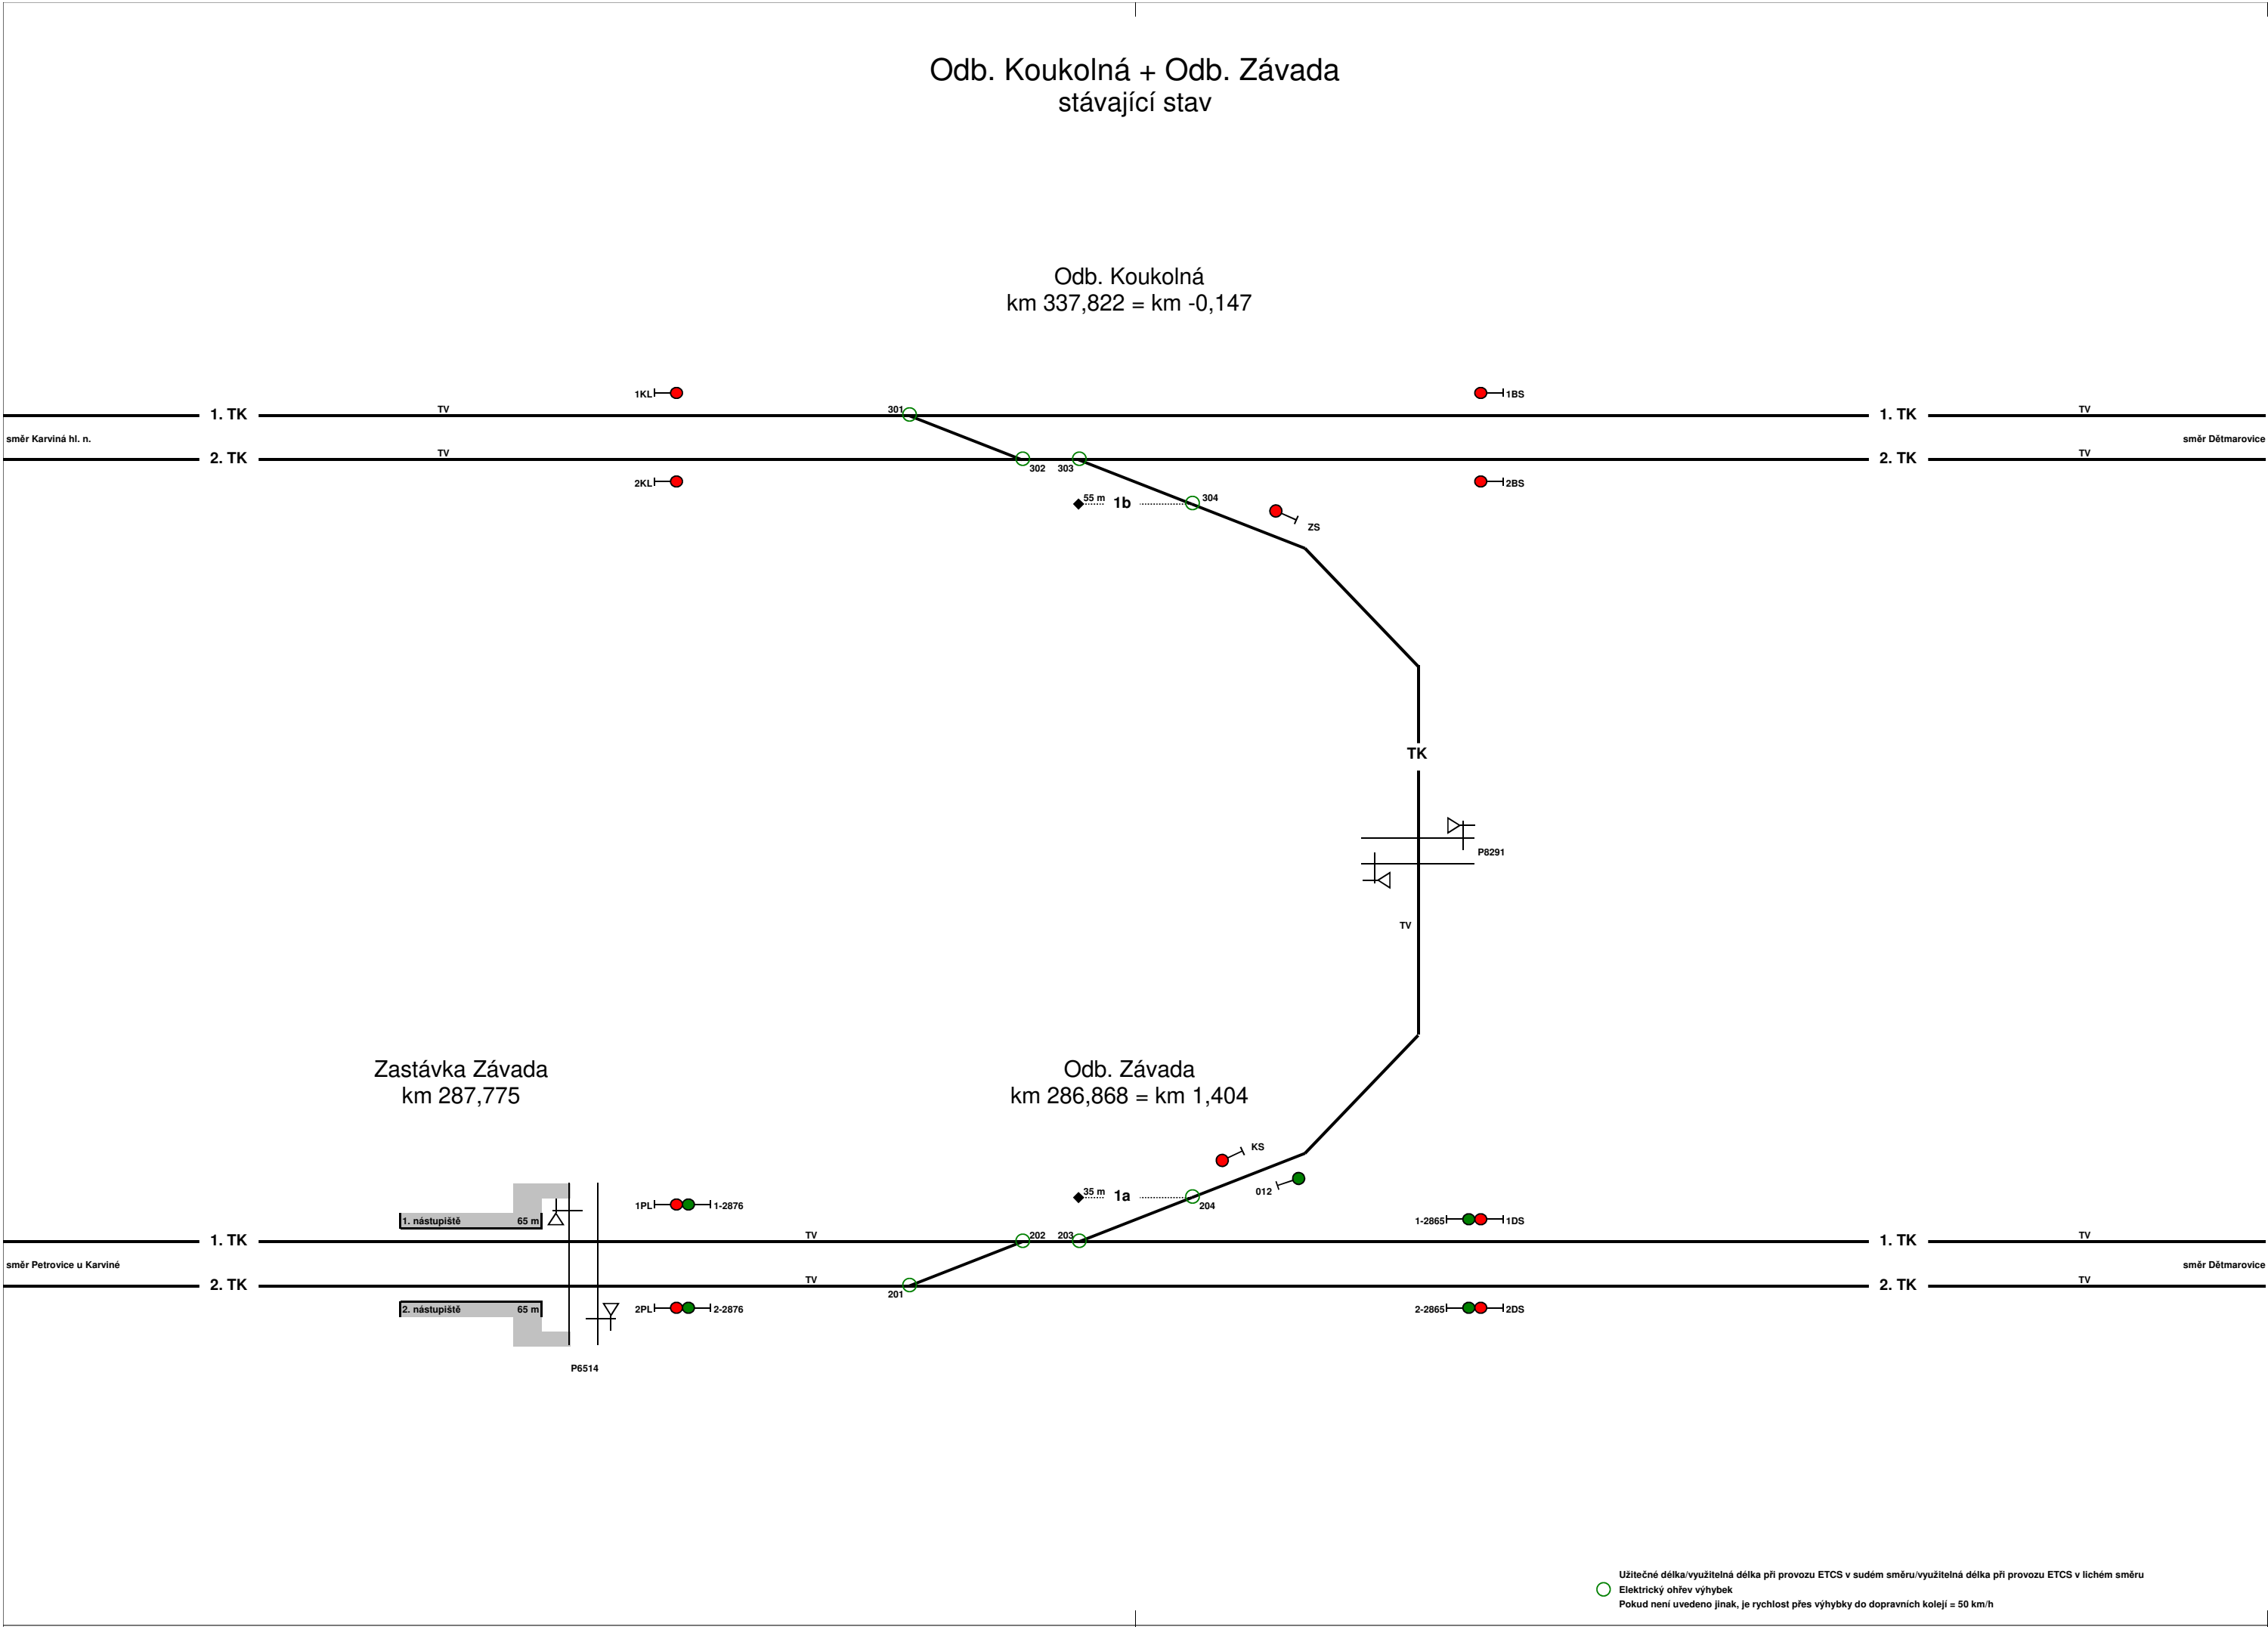 Odb. Koukolná + Odb. Závada
stávající stav
Odb. Koukolná
km 337,822 = km -0,147
1KL
1BS
1. TK
TV
301
1. TK
TV
směr Karviná hl. n.
směr Dětmarovice
2. TK
TV
302
303
2. TK
TV
2KL
2BS
55 m
1b
304
ZS
TK
P8291
TV
Zastávka Závada
km 287,775
Odb. Závada
km 286,868 = km 1,404
KS
012
35 m
1a
204
1PL
1-2876
1-2865
1DS
1. nástupiště
65 m
1. TK
TV
202
203
1. TK
TV
směr Petrovice u Karviné
směr Dětmarovice
2. TK
TV
201
2. TK
TV
2. nástupiště
65 m
2PL
2-2876
2-2865
2DS
P6514
Užitečné délka/využitelná délka při provozu ETCS v sudém směru/využitelná délka při provozu ETCS v lichém směru
Elektrický ohřev výhybek
Pokud není uvedeno jinak, je rychlost přes výhybky do dopravních kolejí = 50 km/h